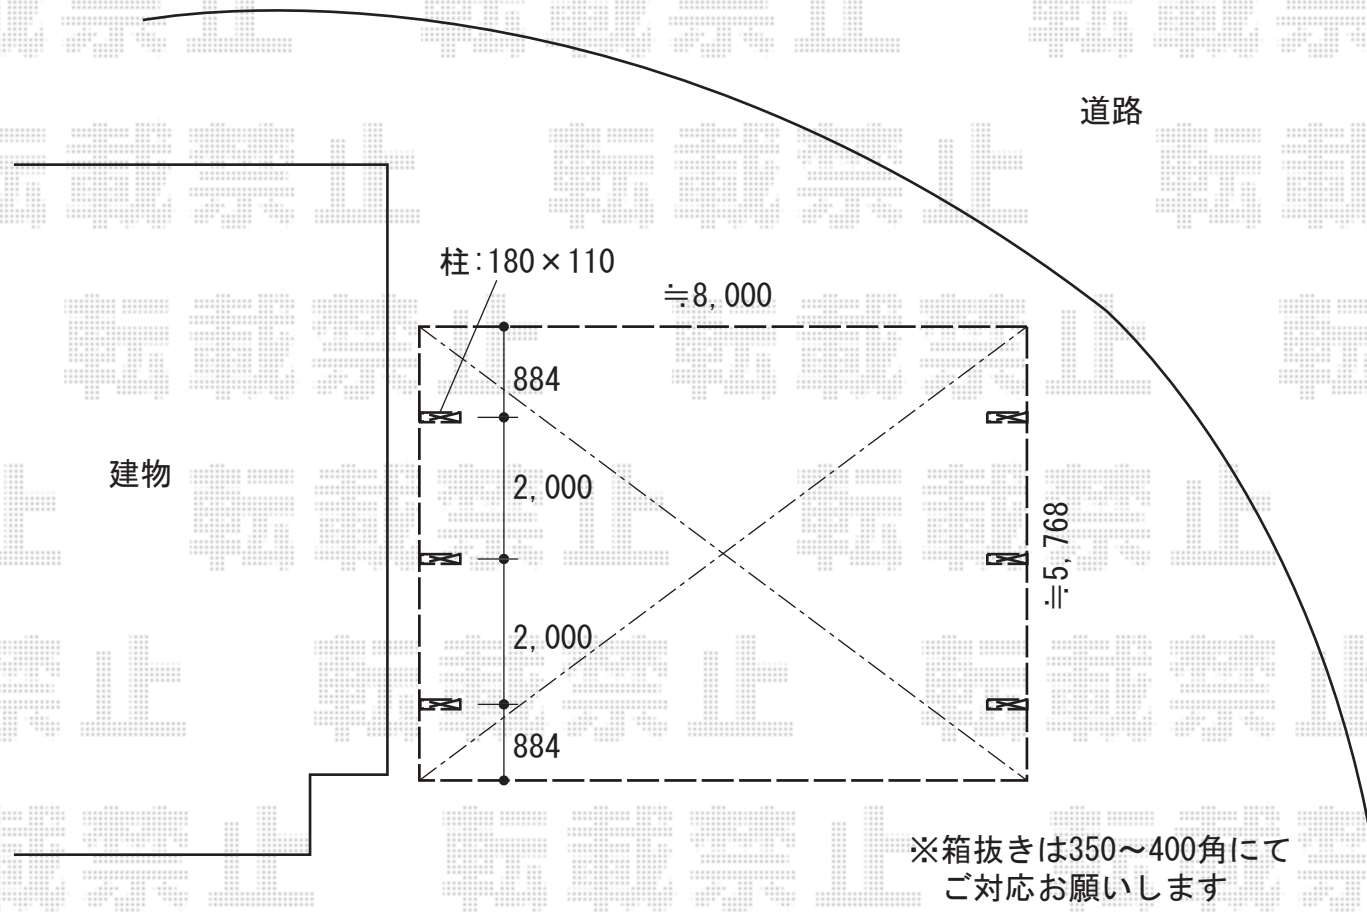 道路
柱:180×110
≒8,000
884
2,000
建物
≒5,768
2,000
884
※箱抜きは350～400角にて
ご対応お願いします
転載禁止